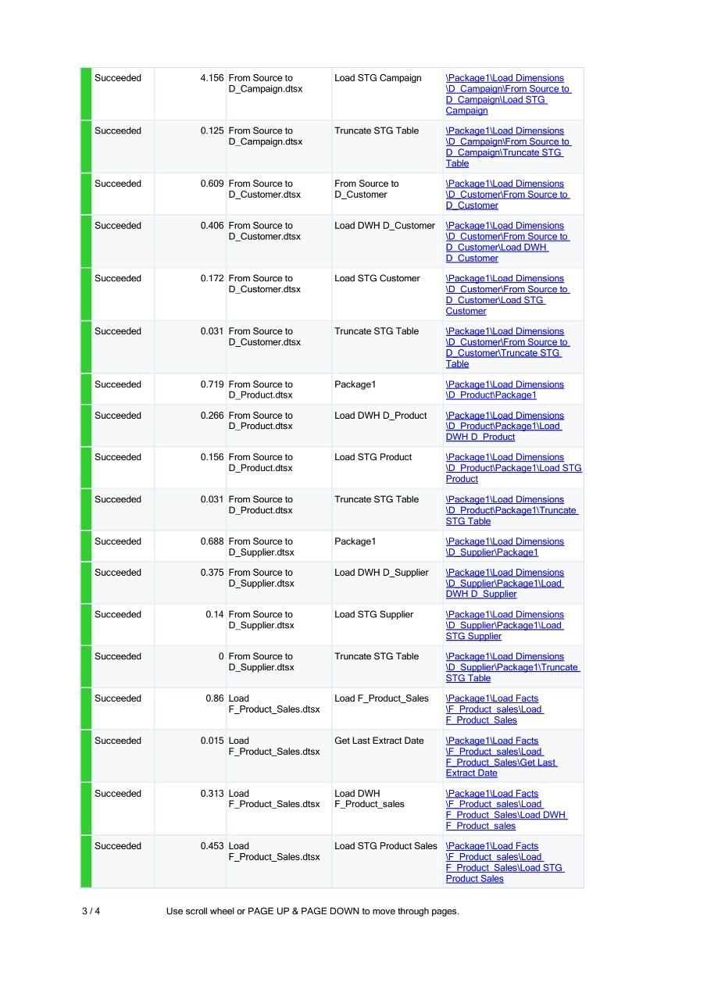 Succeeded 4.156 From Source to Load STG Campaign \Package1\Load Dimensions
D_Campaign.dtsx \D_Campaign\From Source to
D_Campaign\Load STG
Campaign
Succeeded 0.125 From Source to Truncate STG Table \Package1\Load Dimensions
D_Campaign.dtsx \D_Campaign\From Source to
D_Campaign\Truncate STG
Table
Succeeded 0.609 From Source to From Source to \Package1\Load Dimensions
D_Customer.dtsx D_Customer \D_Customer\From Source to
D_Customer
Succeeded 0.406 From Source to Load DWH D_Customer \Package1\Load Dimensions
D_Customer.dtsx \D_Customer\From Source to
D_Customer\Load DWH
D_Customer
Succeeded 0.172 From Source to Load STG Customer \Package1\Load Dimensions
D_Customer.dtsx \D_Customer\From Source to
D_Customer\Load STG
Customer
Succeeded 0.031 From Source to Truncate STG Table \Package1\Load Dimensions
D_Customer.dtsx \D_Customer\From Source to
D_Customer\Truncate STG
Table
Succeeded 0.719 From Source to Package1 \Package1\Load Dimensions
D_Product.dtsx \D_Product\Package1
Succeeded 0.266 From Source to Load DWH D_Product \Package1\Load Dimensions
D_Product.dtsx \D_Product\Package1\Load
DWH D_Product
Succeeded 0.156 From Source to Load STG Product \Package1\Load Dimensions
D_Product.dtsx \D_Product\Package1\Load STG
Product
Succeeded 0.031 From Source to Truncate STG Table \Package1\Load Dimensions
D_Product.dtsx \D_Product\Package1\Truncate
STG Table
Succeeded 0.688 From Source to Package1 \Package1\Load Dimensions
D_Supplier.dtsx \D_Supplier\Package1
Succeeded 0.375 From Source to Load DWH D_Supplier \Package1\Load Dimensions
D_Supplier.dtsx \D_Supplier\Package1\Load
DWH D_Supplier
Succeeded 0.14 From Source to Load STG Supplier \Package1\Load Dimensions
D_Supplier.dtsx \D_Supplier\Package1\Load
STG Supplier
Succeeded 0 From Source to Truncate STG Table \Package1\Load Dimensions
D_Supplier.dtsx \D_Supplier\Package1\Truncate
STG Table
Succeeded 0.86 Load Load F_Product_Sales \Package1\Load Facts
F_Product_Sales.dtsx \F_Product_sales\Load
F_Product_Sales
Succeeded 0.015 Load Get Last Extract Date \Package1\Load Facts
F_Product_Sales.dtsx \F_Product_sales\Load
F_Product_Sales\Get Last
Extract Date
Succeeded 0.313 Load Load DWH \Package1\Load Facts
F_Product_Sales.dtsx F_Product_sales \F_Product_sales\Load
F_Product_Sales\Load DWH
F_Product_sales
Succeeded 0.453 Load Load STG Product Sales \Package1\Load Facts
F_Product_Sales.dtsx \F_Product_sales\Load
F_Product_Sales\Load STG
Product Sales
3 / 4 Use scroll wheel or PAGE UP & PAGE DOWN to move through pages.